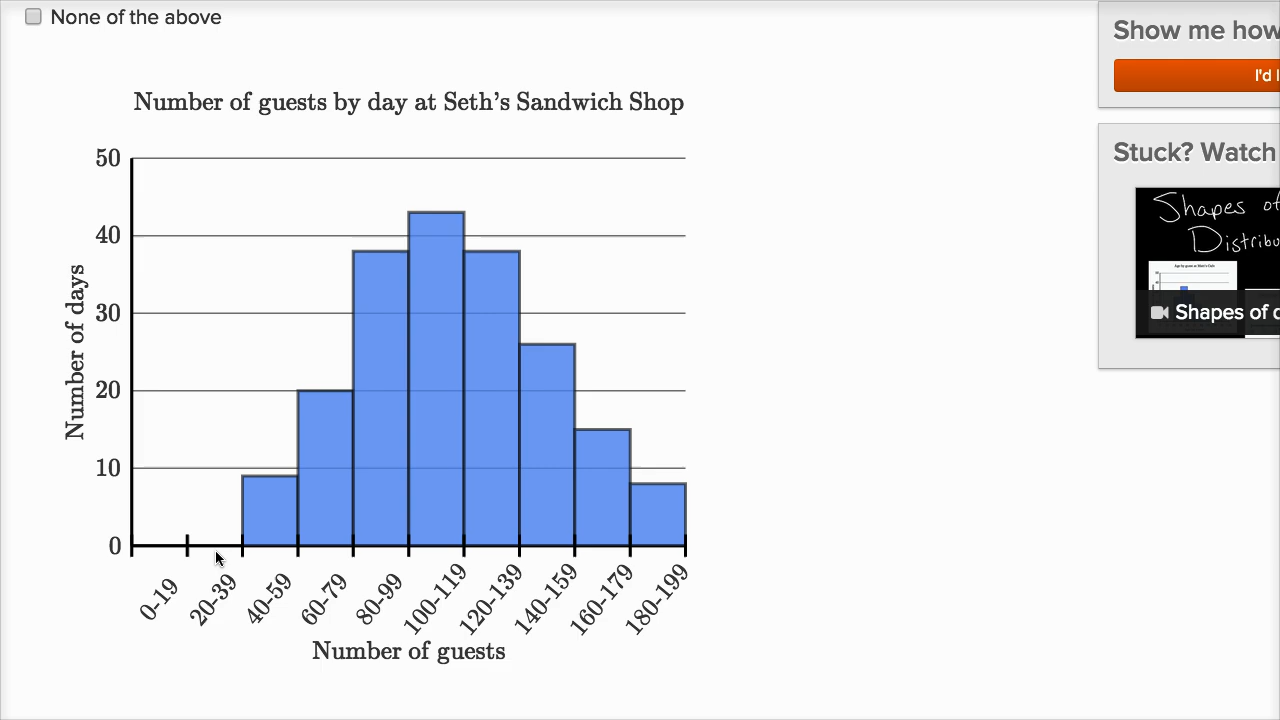 None of the above
Show me how
I'd
Number of guests by day at Seth's Sandwich Shop
Stuck? Watch
Shapes of
Shapes of
50
40
30
20
10
0
Number of days
0-19
20-39
40-59
60-79
80-99
100-119
120-139
140-159
160-179
180-199
Number of guests